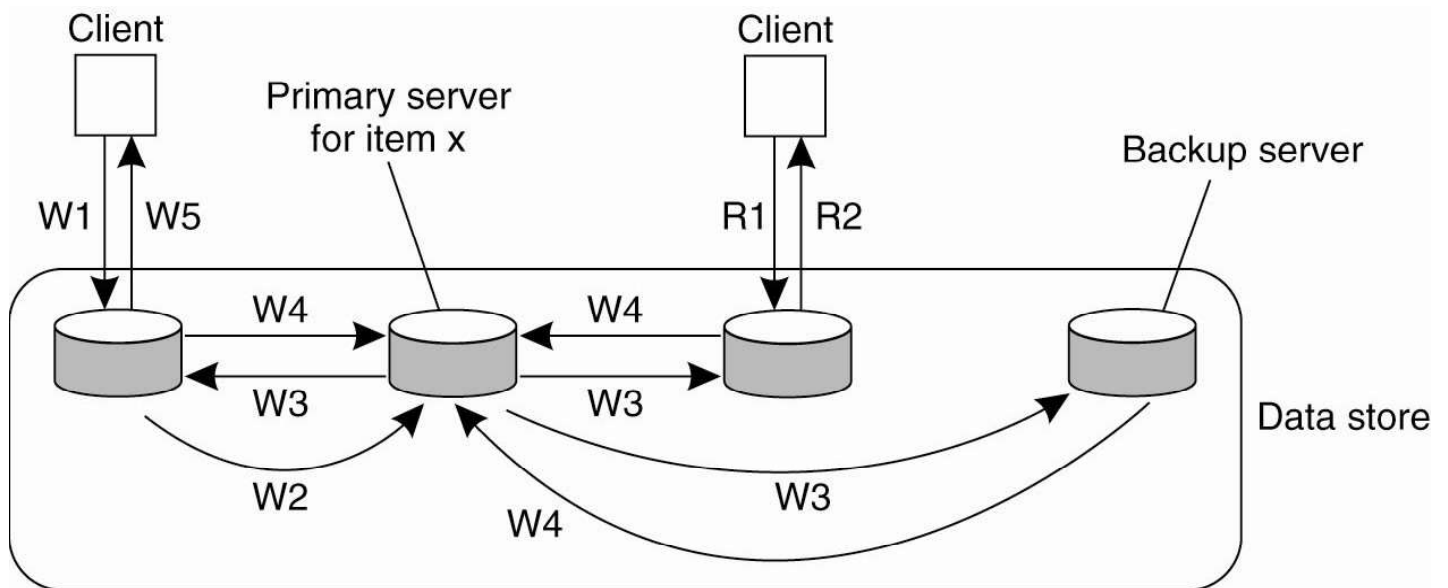 Client
Client
Primary server
for item x
Backup server
W1
W5
R1
R2
W4
W4
W3
W3
Data store
W2
W3
W4